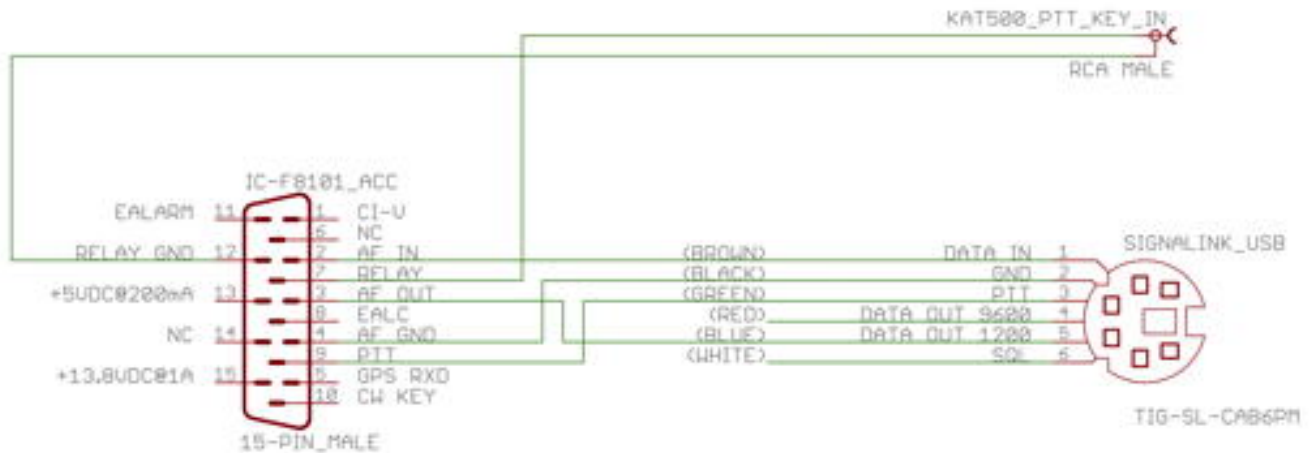 KAT500_PTT_KEY_IN
RCA MALE
IC-F8101_ACC
EALARM 11 1 CI-V
6 NC
RELAY GND 12 2 AF IN (BROWN) DATA IN 1
7 RELAY (BLACK) GND 2
+5VDC@200mA 13 3 AF OUT (GREEN) PTT 3
8 EALC (RED) DATA OUT 9600 4
NC 14 4 AF GND (BLUE) DATA OUT 1200 5
9 PTT (WHITE) SQL 6
+13.8VDC@1A 15 5 GPS RXD
10 CW KEY
15-PIN_MALE
SIGNALINK_USB
TIG-SL-CAB6PM